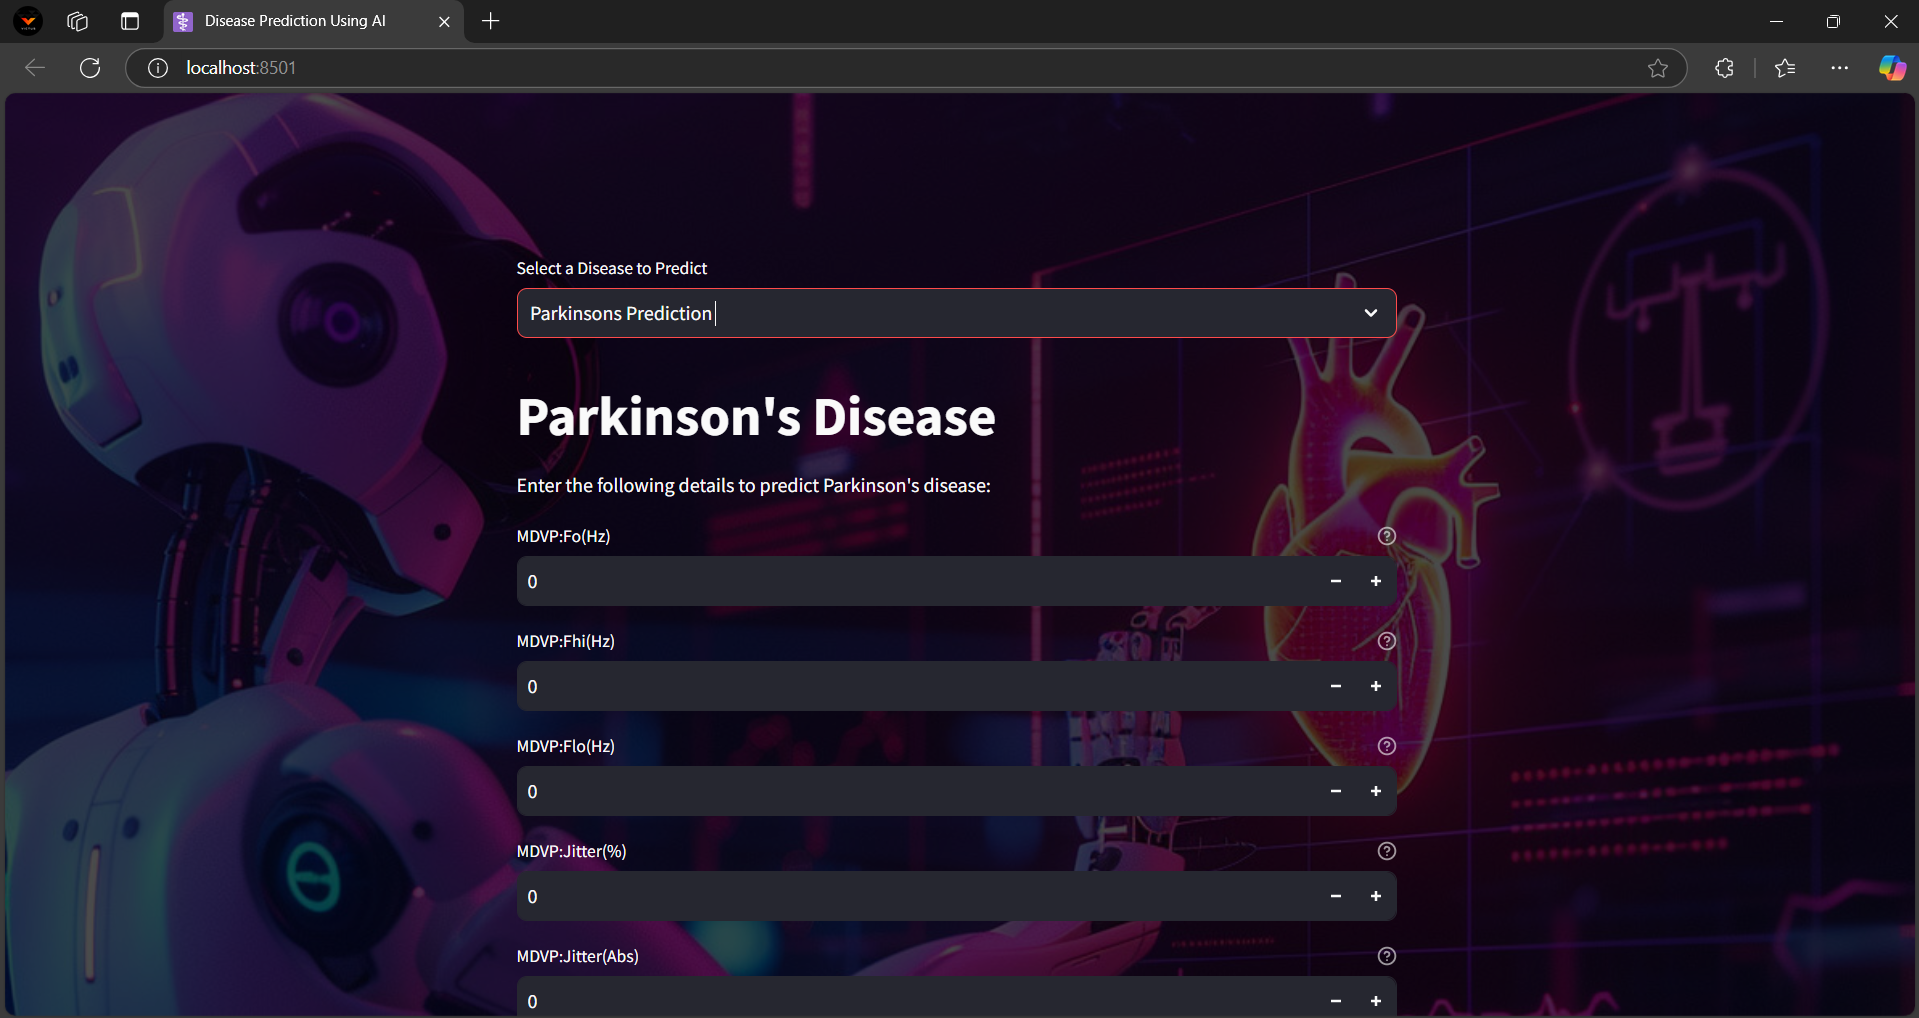 Disease Prediction Using AI
localhost:8501
Select a Disease to Predict
Parkinsons Prediction
Parkinson's Disease
Enter the following details to predict Parkinson's disease:
MDVP:Fo(Hz)
0
MDVP:Fhi(Hz)
0
MDVP:Flo(Hz)
0
MDVP:Jitter(%)
0
MDVP:Jitter(Abs)
0